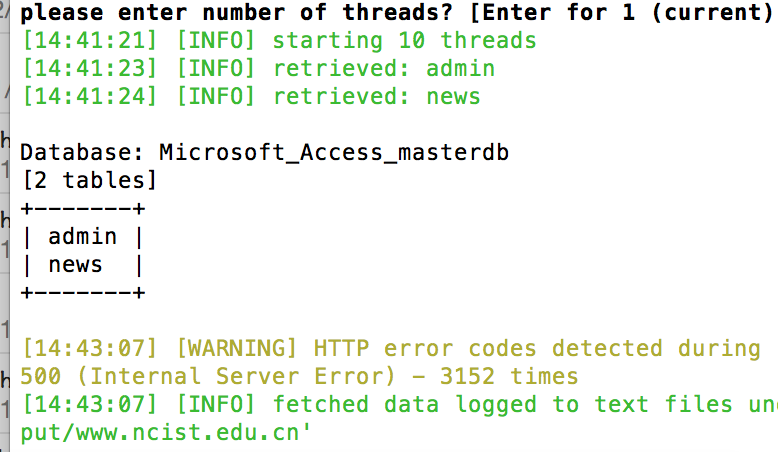 please enter number of threads? [Enter for 1 (current)
[14:41:21] [INFO] starting 10 threads
[14:41:23] [INFO] retrieved: admin
[14:41:24] [INFO] retrieved: news
Database: Microsoft_Access_masterdb
[2 tables]
+-------+
| admin |
| news  |
+-------+
[14:43:07] [WARNING] HTTP error codes detected during
500 (Internal Server Error) - 3152 times
[14:43:07] [INFO] fetched data logged to text files und
put/www.ncist.edu.cn'